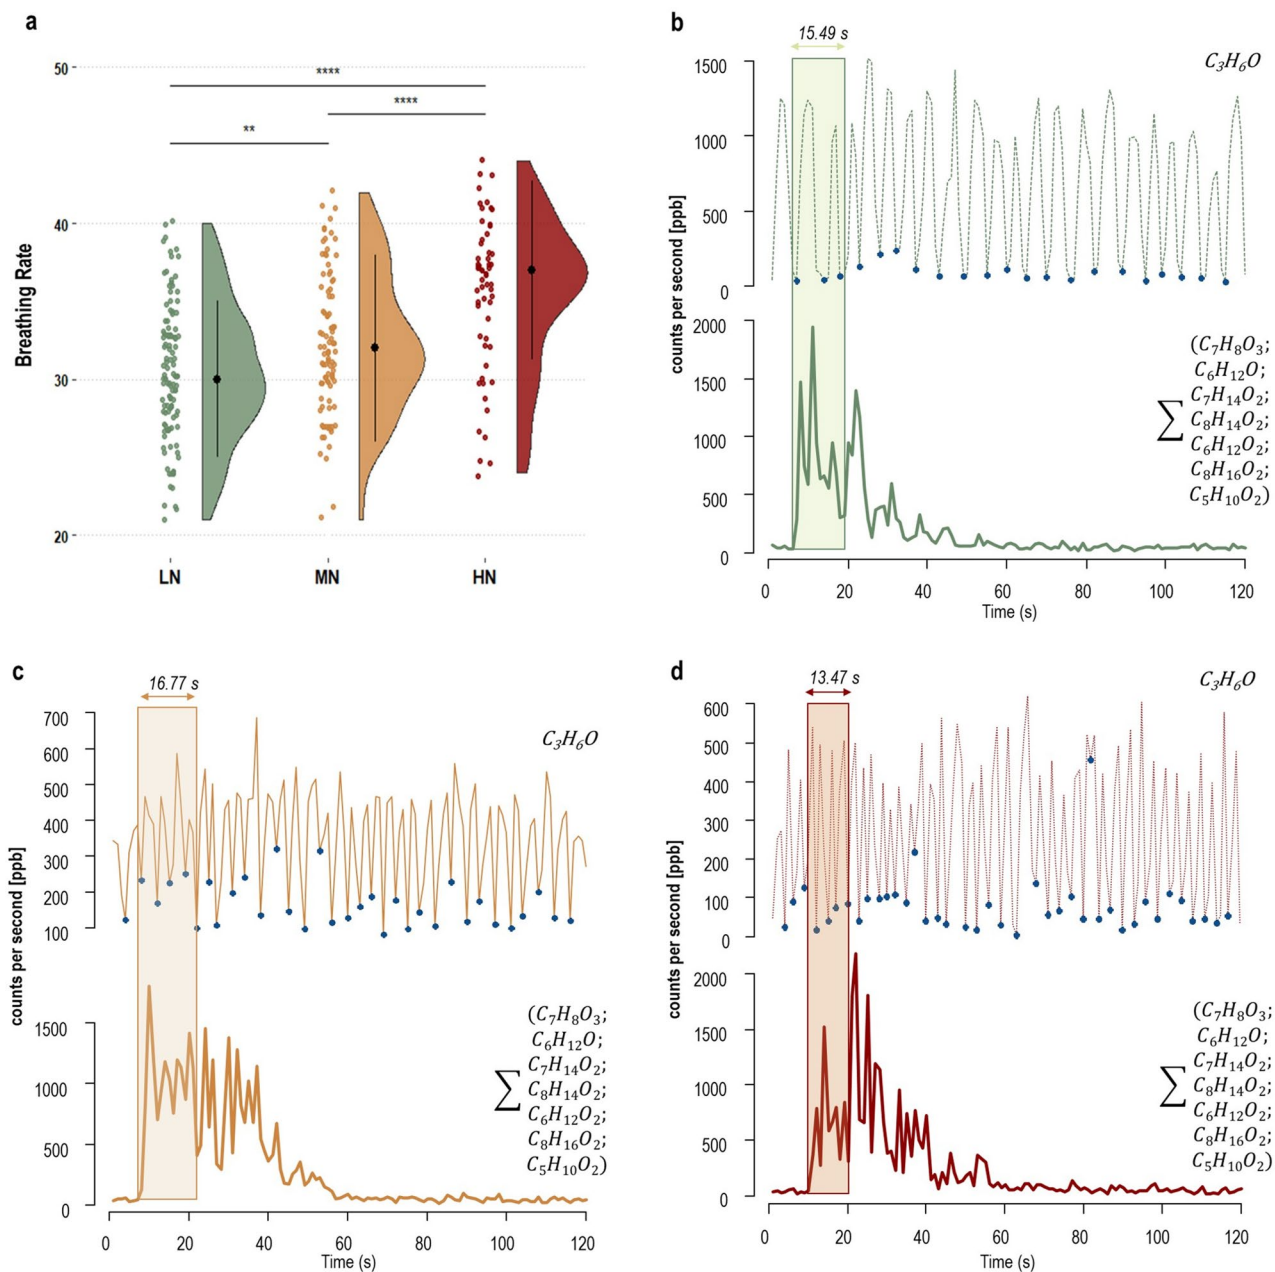 a
50
40
30
20
Breathing Rate
****
****
**
LN
MN
HN
b
15.49 s
C₃H₆O
1500
1000
500
0
counts per second [ppb]
2000
1500
1000
500
0
∑
(C₇H₈O₃;
C₆H₁₂O;
C₇H₁₄O₂;
C₈H₁₄O₂;
C₆H₁₂O₂;
C₈H₁₆O₂;
C₅H₁₀O₂)
0 20 40 60 80 100 120
Time (s)
c
16.77 s
C₃H₆O
700
600
500
400
300
200
100
counts per second [ppb]
1500
1000
500
0
∑
(C₇H₈O₃;
C₆H₁₂O;
C₇H₁₄O₂;
C₈H₁₄O₂;
C₆H₁₂O₂;
C₈H₁₆O₂;
C₅H₁₀O₂)
0 20 40 60 80 100 120
Time (s)
d
13.47 s
C₃H₆O
600
500
400
300
200
100
0
counts per second [ppb]
2000
1500
1000
500
0
∑
(C₇H₈O₃;
C₆H₁₂O;
C₇H₁₄O₂;
C₈H₁₄O₂;
C₆H₁₂O₂;
C₈H₁₆O₂;
C₅H₁₀O₂)
0 20 40 60 80 100 120
Time (s)